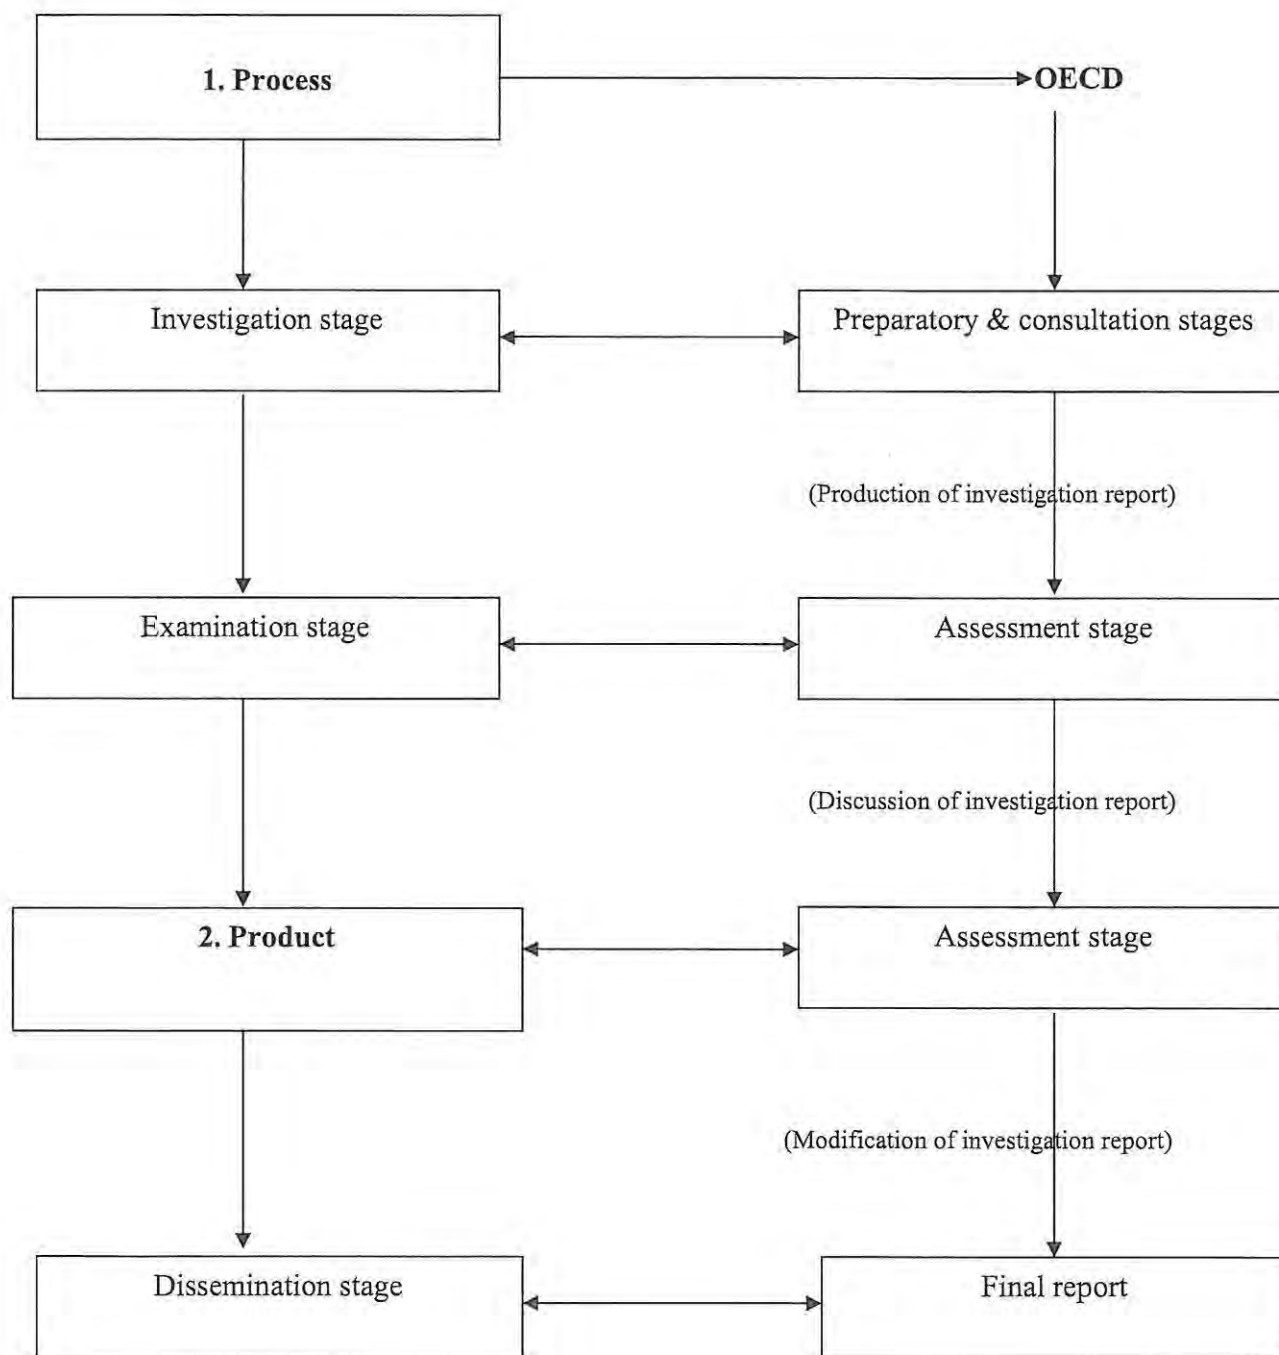 1. Process
OECD
Investigation stage
Preparatory & consultation stages
(Production of investigation report)
Examination stage
Assessment stage
(Discussion of investigation report)
2. Product
Assessment stage
(Modification of investigation report)
Dissemination stage
Final report